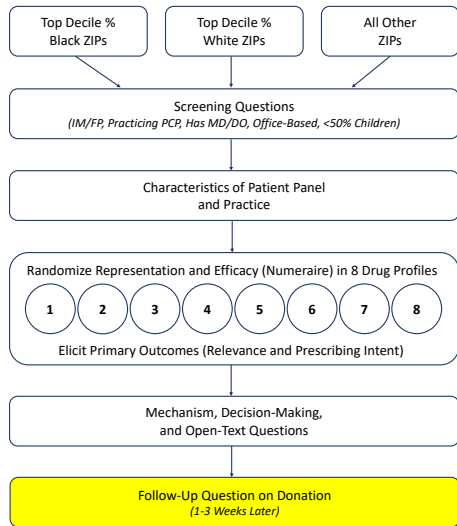 Top Decile %
Black ZIPs
Top Decile %
White ZIPs
All Other
ZIPs
Screening Questions
(IM/FP, Practicing PCP, Has MD/DO, Office-Based, <50% Children)
Characteristics of Patient Panel
and Practice
Randomize Representation and Efficacy (Numeraire) in 8 Drug Profiles
1 2 3 4 5 6 7 8
Elicit Primary Outcomes (Relevance and Prescribing Intent)
Mechanism, Decision-Making,
and Open-Text Questions
Follow-Up Question on Donation
(1-3 Weeks Later)